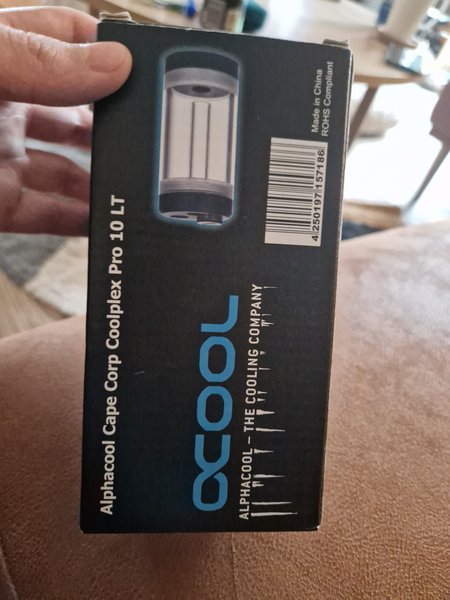 Alphacool Cape Corp Coolplex Pro 10 LT
Made in China
ROHS Compliant
4 250197 157186
OCOOL
ALPHACOOL – THE COOLING COMPANY